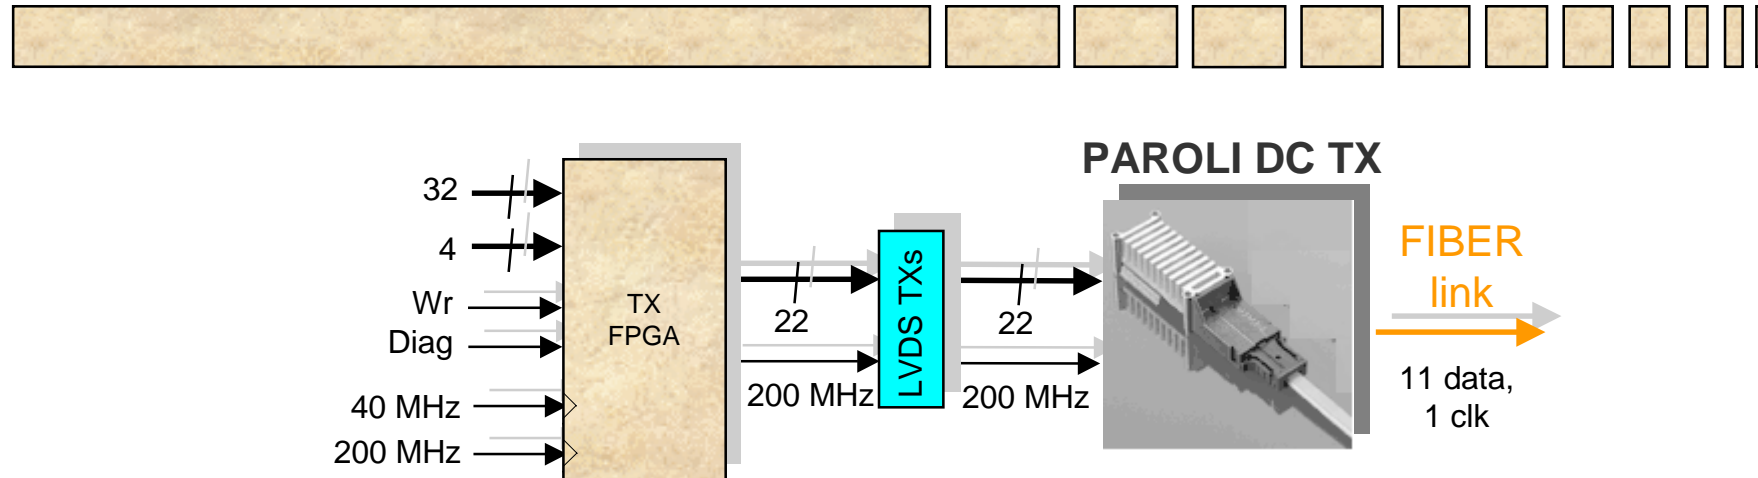 PAROLI DC TX
32
4
Wr
Diag
40 MHz
200 MHz
TX
FPGA
22
200 MHz
LVDS TXs
22
200 MHz
FIBER
link
11 data,
1 clk